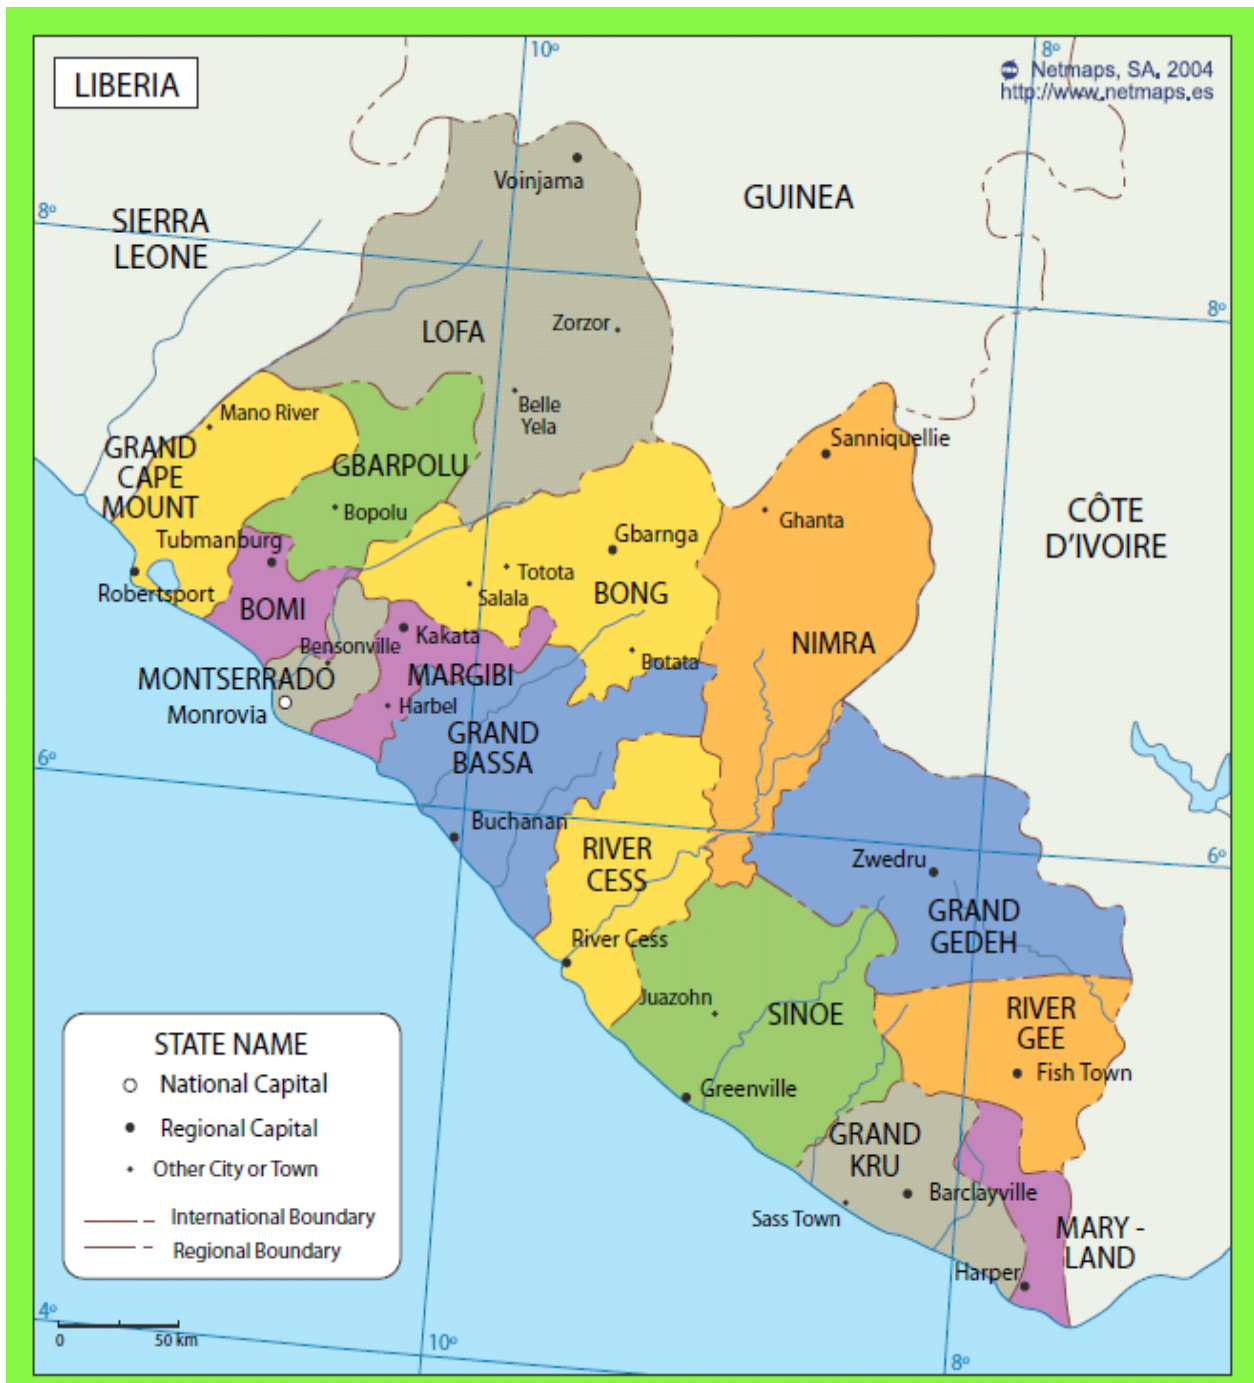 LIBERIA
10º
8º
Netmaps, SA. 2004
http://www.netmaps.es
Voinjama
GUINEA
8º
SIERRA
LEONE
8º
LOFA
Zorzor
Belle
Yela
Mano River
GRAND
CAPE
MOUNT
GBARPOLU
Sanniquellie
Bopolu
Ghanta
CÔTE
D'IVOIRE
Tubmanburg
Gbarnga
Totota
Robertsport
Salala
BONG
BOMI
Kakata
Bensonville
Botata
NIMRA
MONTSERRADÓ
MARGIBI
Monrovia
Harbel
GRAND
BASSA
6º
Buchanan
RIVER
CESS
Zwedru
6º
GRAND
GEDEH
River Cess
Juazohn
SINOE
RIVER
GEE
Fish Town
Greenville
GRAND
KRU
Barclayville
Sass Town
MARY -
LAND
Harper
STATE NAME
National Capital
Regional Capital
Other City or Town
International Boundary
Regional Boundary
4º
0 50 km
10º
8º